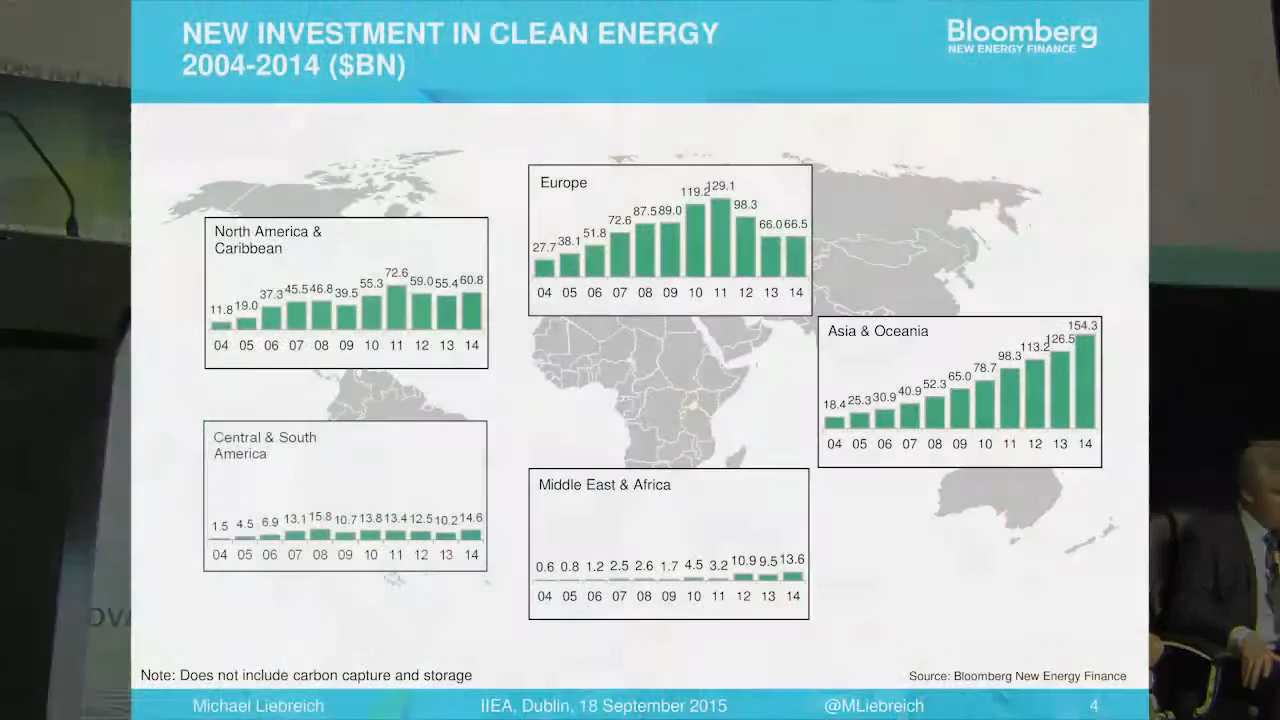 NEW INVESTMENT IN CLEAN ENERGY
2004-2014 ($BN)
Bloomberg
NEW ENERGY FINANCE
North America &
Caribbean
11.8 19.0 37.3 45.5 46.8 39.5 55.3 72.6 59.0 55.4 60.8
04 05 06 07 08 09 10 11 12 13 14
Europe
27.7 38.1 51.8 72.6 87.5 89.0 119.2 129.1 98.3 66.0 66.5
04 05 06 07 08 09 10 11 12 13 14
Asia & Oceania
18.4 25.3 30.9 40.9 52.3 65.0 78.7 98.3 113.2 126.5 154.3
04 05 06 07 08 09 10 11 12 13 14
Central & South
America
1.5 4.5 6.9 13.1 15.8 10.7 13.8 13.4 12.5 10.2 14.6
04 05 06 07 08 09 10 11 12 13 14
Middle East & Africa
0.6 0.8 1.2 2.5 2.6 1.7 4.5 3.2 10.9 9.5 13.6
04 05 06 07 08 09 10 11 12 13 14
Note: Does not include carbon capture and storage
Source: Bloomberg New Energy Finance
Michael Liebreich IIEA, Dublin, 18 September 2015 @MLiebreich 4